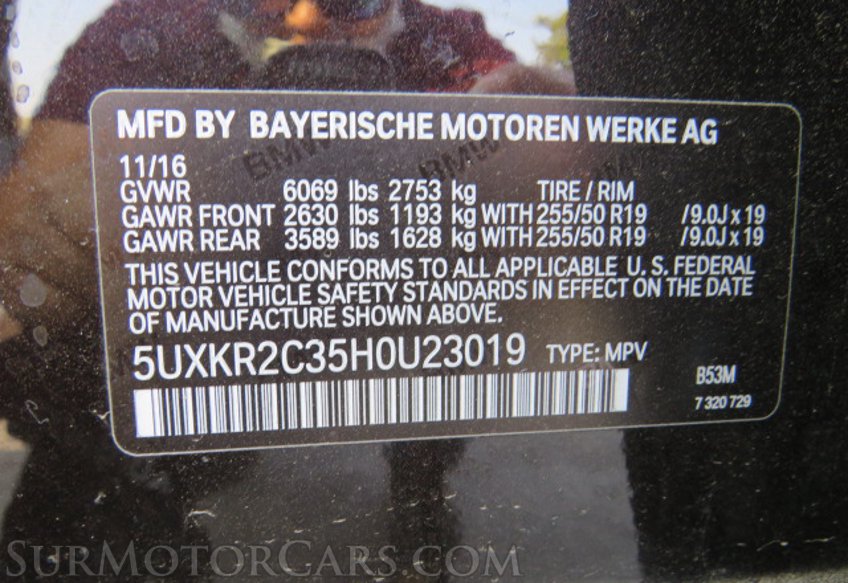 MFD BY BAYERISCHE MOTOREN WERKE AG
11/16
GVWR 6069 lbs 2753 kg TIRE / RIM
GAWR FRONT 2630 lbs 1193 kg WITH 255/50 R19 /9.0J x 19
GAWR REAR 3589 lbs 1628 kg WITH 255/50 R19 /9.0J x 19
THIS VEHICLE CONFORMS TO ALL APPLICABLE U. S. FEDERAL
MOTOR VEHICLE SAFETY STANDARDS IN EFFECT ON THE DATE
OF MANUFACTURE SHOWN ABOVE.
5UXKR2C35H0U23019 TYPE: MPV
B53M
7 320 729
BMW BMW
SURMOTORCARS.COM